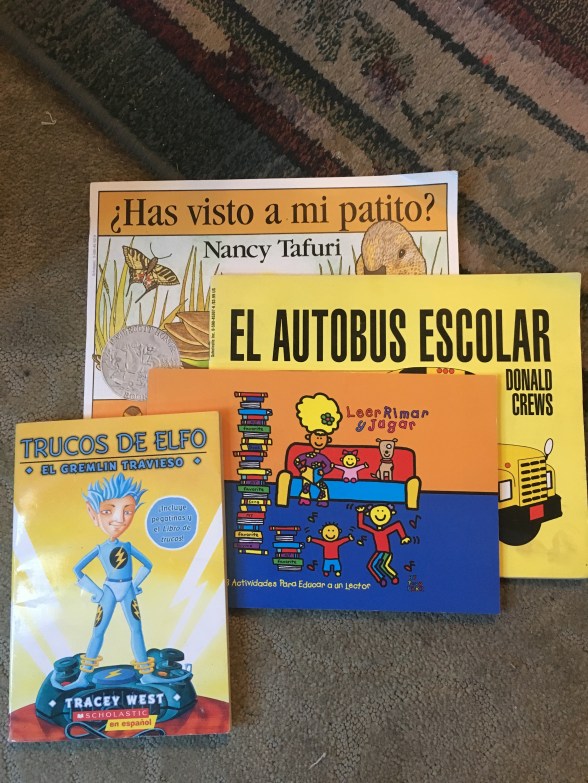 ¿Has visto a mi patito?
Nancy Tafuri
EL AUTOBUS ESCOLAR
DONALD
CREWS
Leer Rimar
y Jugar
Actividades Para Educar a un Lector
TRUCOS DE ELFO
EL GREMLIN TRAVIESO
¡Incluye
pegatinas y
el Libro de
trucos!
TRACEY WEST
SCHOLASTIC
en español